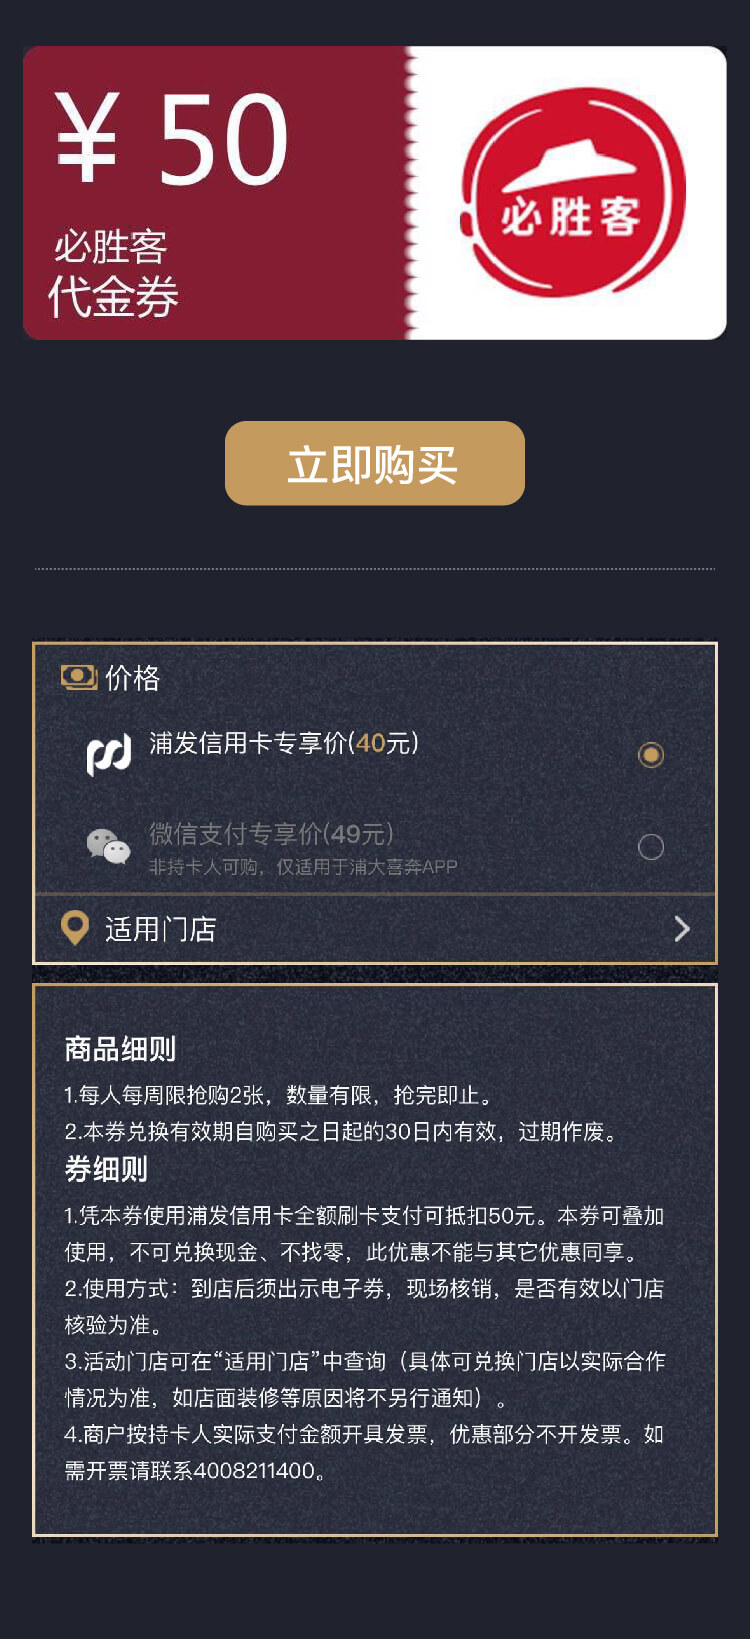 ¥ 50
必胜客
代金券
必胜客
立即购买
价格
浦发信用卡专享价(40元)
微信支付专享价(49元)
非持卡人可购，仅适用于浦大喜奔APP
适用门店
商品细则
1.每人每周限抢购2张，数量有限，抢完即止。
2.本券兑换有效期自购买之日起的30日内有效，过期作废。
券细则
1.凭本券使用浦发信用卡全额刷卡支付可抵扣50元。本券可叠加
使用，不可兑换现金、不找零，此优惠不能与其它优惠同享。
2.使用方式：到店后须出示电子券，现场核销，是否有效以门店
核验为准。
3.活动门店可在“适用门店”中查询（具体可兑换门店以实际合作
情况为准，如店面装修等原因将不另行通知）。
4.商户按持卡人实际支付金额开具发票，优惠部分不开发票。如
需开票请联系4008211400。